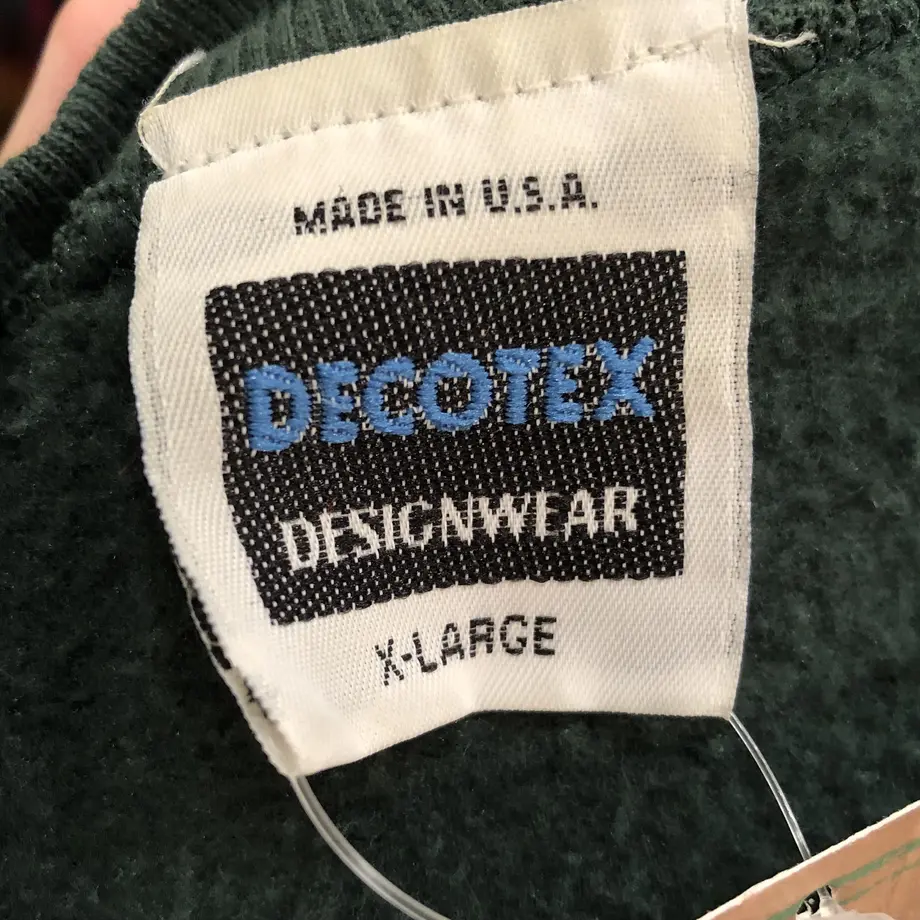 MADE IN U.S.A.
DECOTEX
DESIGNWEAR
X-LARGE